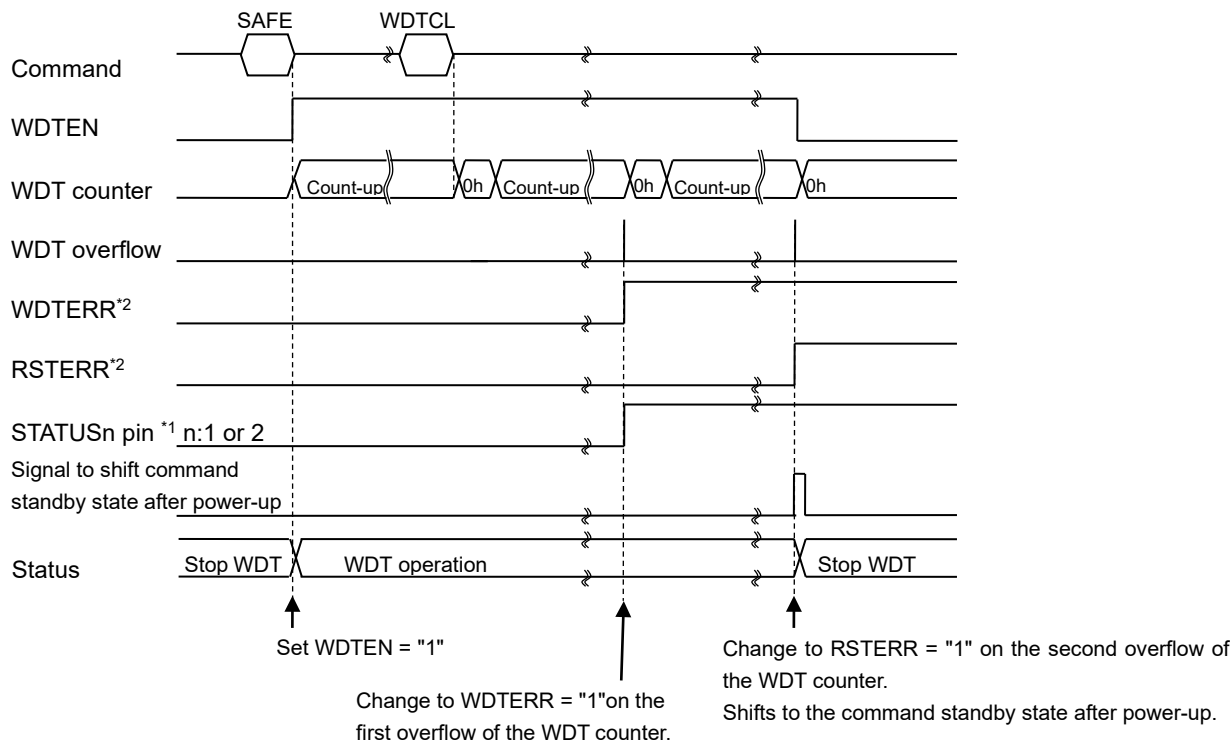 SAFE WDTCL
Command
WDTEN
WDT counter Count-up 0h Count-up 0h Count-up 0h
WDT overflow
WDTERR*2
RSTERR*2
STATUSn pin *1 n:1 or 2
Signal to shift command
standby state after power-up
Status Stop WDT WDT operation Stop WDT
Set WDTEN = "1"
Change to WDTERR = "1"on the
first overflow of the WDT counter.
Change to RSTERR = "1" on the second overflow of
the WDT counter.
Shifts to the command standby state after power-up.